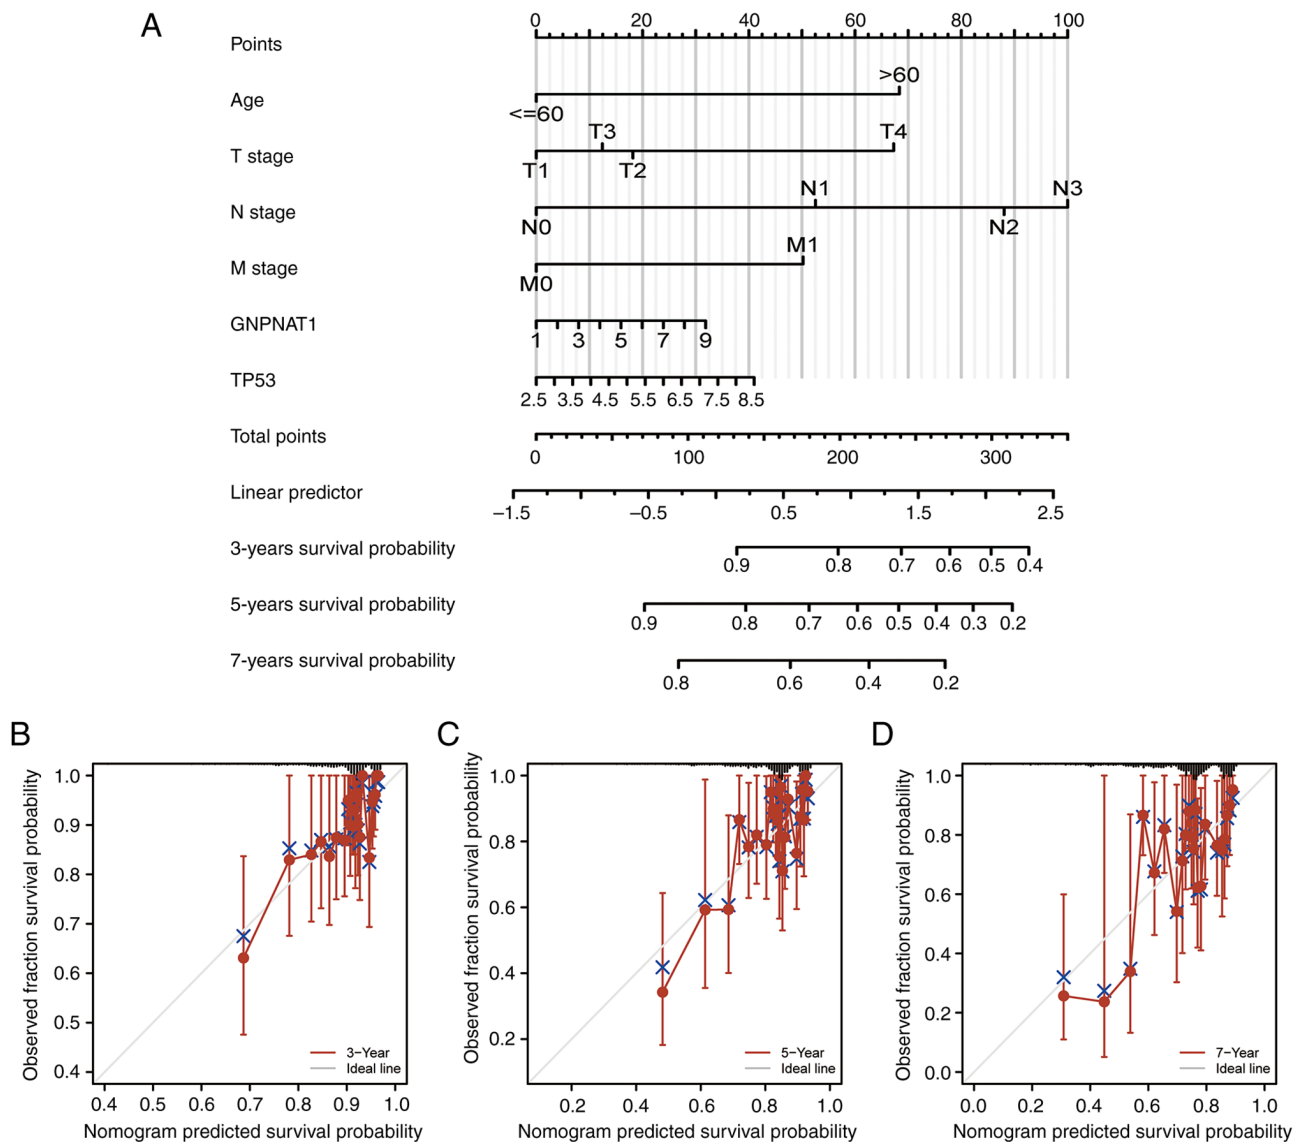 A
Points
0 20 40 60 80 100
Age
<=60 >60
T stage
T1 T3 T2 T4
N stage
N0 N1 N2 N3
M stage
M0 M1
GNPNAT1
1 3 5 7 9
TP53
2.5 3.5 4.5 5.5 6.5 7.5 8.5
Total points
0 100 200 300
Linear predictor
−1.5 −0.5 0.5 1.5 2.5
3-years survival probability
0.9 0.8 0.7 0.6 0.5 0.4
5-years survival probability
0.9 0.8 0.7 0.6 0.5 0.4 0.3 0.2
7-years survival probability
0.8 0.6 0.4 0.2
B
Observed fraction survival probability
1.0
0.9
0.8
0.7
0.6
0.5
0.4
3−Year
Ideal line
0.4 0.5 0.6 0.7 0.8 0.9 1.0
Nomogram predicted survival probability
C
Observed fraction survival probability
1.0
0.8
0.6
0.4
0.2
5−Year
Ideal line
0.2 0.4 0.6 0.8 1.0
Nomogram predicted survival probability
D
Observed fraction survival probability
1.0
0.8
0.6
0.4
0.2
0.0
7−Year
Ideal line
0.0 0.2 0.4 0.6 0.8 1.0
Nomogram predicted survival probability